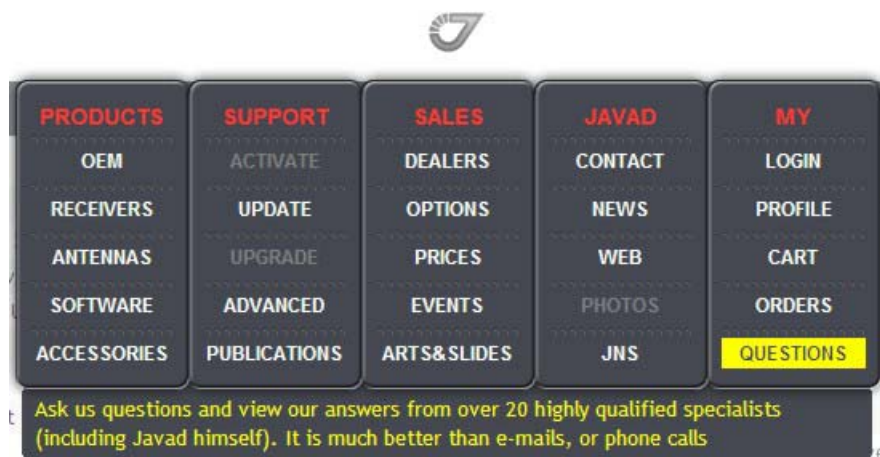 PRODUCTS SUPPORT SALES JAVAD MY
OEM ACTIVATE DEALERS CONTACT LOGIN
RECEIVERS UPDATE OPTIONS NEWS PROFILE
ANTENNAS UPGRADE PRICES WEB CART
SOFTWARE ADVANCED EVENTS PHOTOS ORDERS
ACCESSORIES PUBLICATIONS ARTS&SLIDES JNS QUESTIONS
Ask us questions and view our answers from over 20 highly qualified specialists
(including Javad himself). It is much better than e-mails, or phone calls